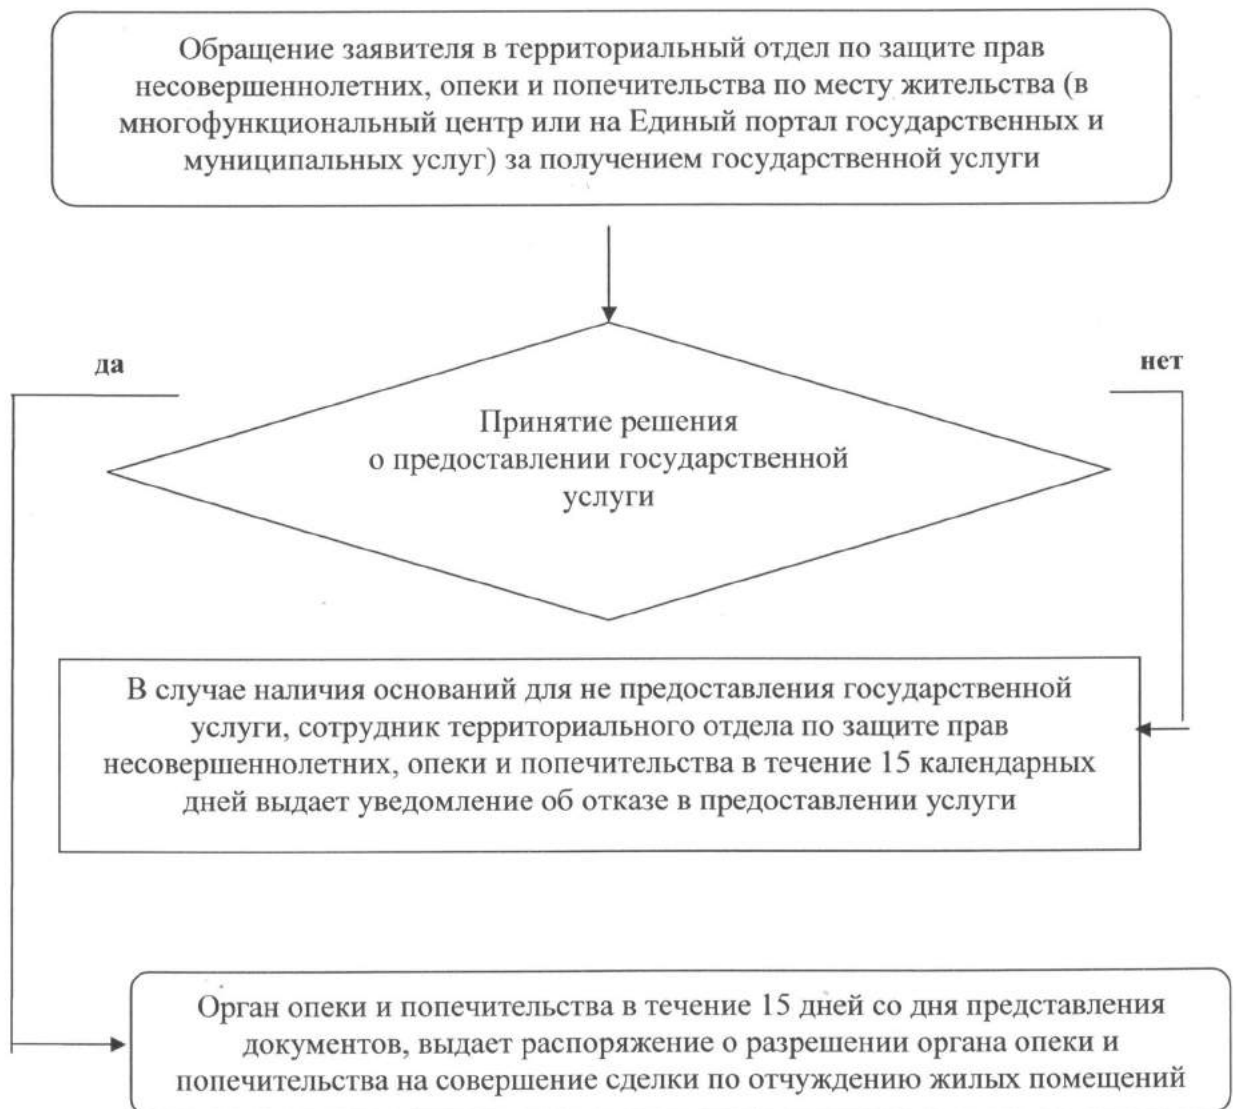 Обращение заявителя в территориальный отдел по защите прав
несовершеннолетних, опеки и попечительства по месту жительства (в
многофункциональный центр или на Единый портал государственных и
муниципальных услуг) за получением государственной услуги
да
нет
Принятие решения
о предоставлении государственной
услуги
В случае наличия оснований для не предоставления государственной
услуги, сотрудник территориального отдела по защите прав
несовершеннолетних, опеки и попечительства в течение 15 календарных
дней выдает уведомление об отказе в предоставлении услуги
Орган опеки и попечительства в течение 15 дней со дня представления
документов, выдает распоряжение о разрешении органа опеки и
попечительства на совершение сделки по отчуждению жилых помещений